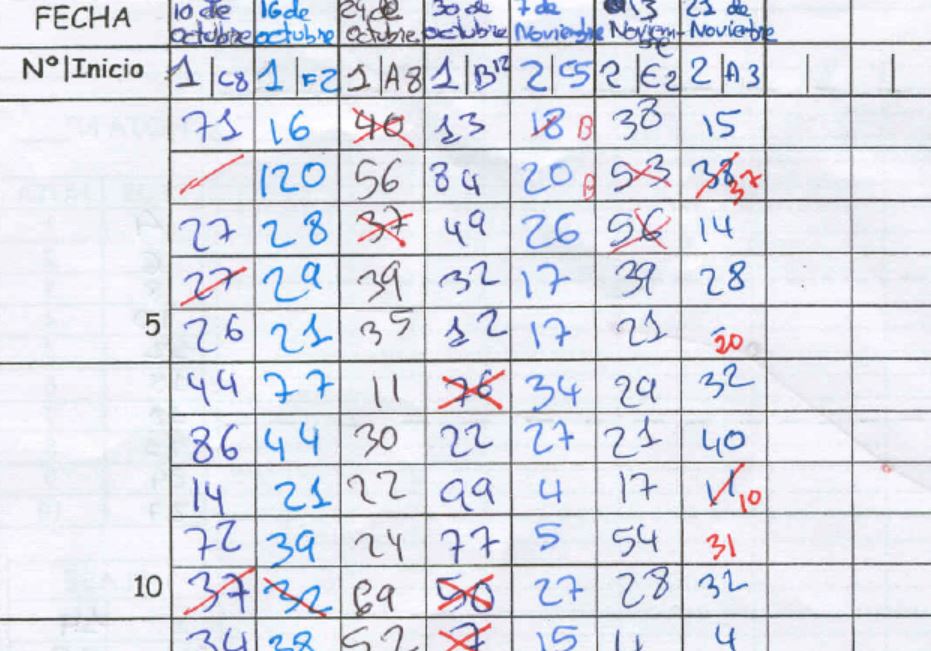 FECHA 10 de octubre 16 de octubre 24 de octubre 30 de octubre 7 de Noviembre 13 Noviembre 21 de Noviembre
Nº|Inicio 1|C8 1|F2 1|A8 1|B12 2|C5 2|E2 2|A3
71 16 40 13 18 B 38 15
120 56 84 20 B 53 38 37
27 28 37 49 26 56 14
27 29 39 32 17 39 28
5 26 21 35 12 17 21 20
44 77 11 76 34 29 32
86 44 30 22 27 21 40
14 21 22 99 4 17 11 10
72 39 24 77 5 54 31
10 37 32 69 50 27 28 32
34 38 52 7 15 11 4